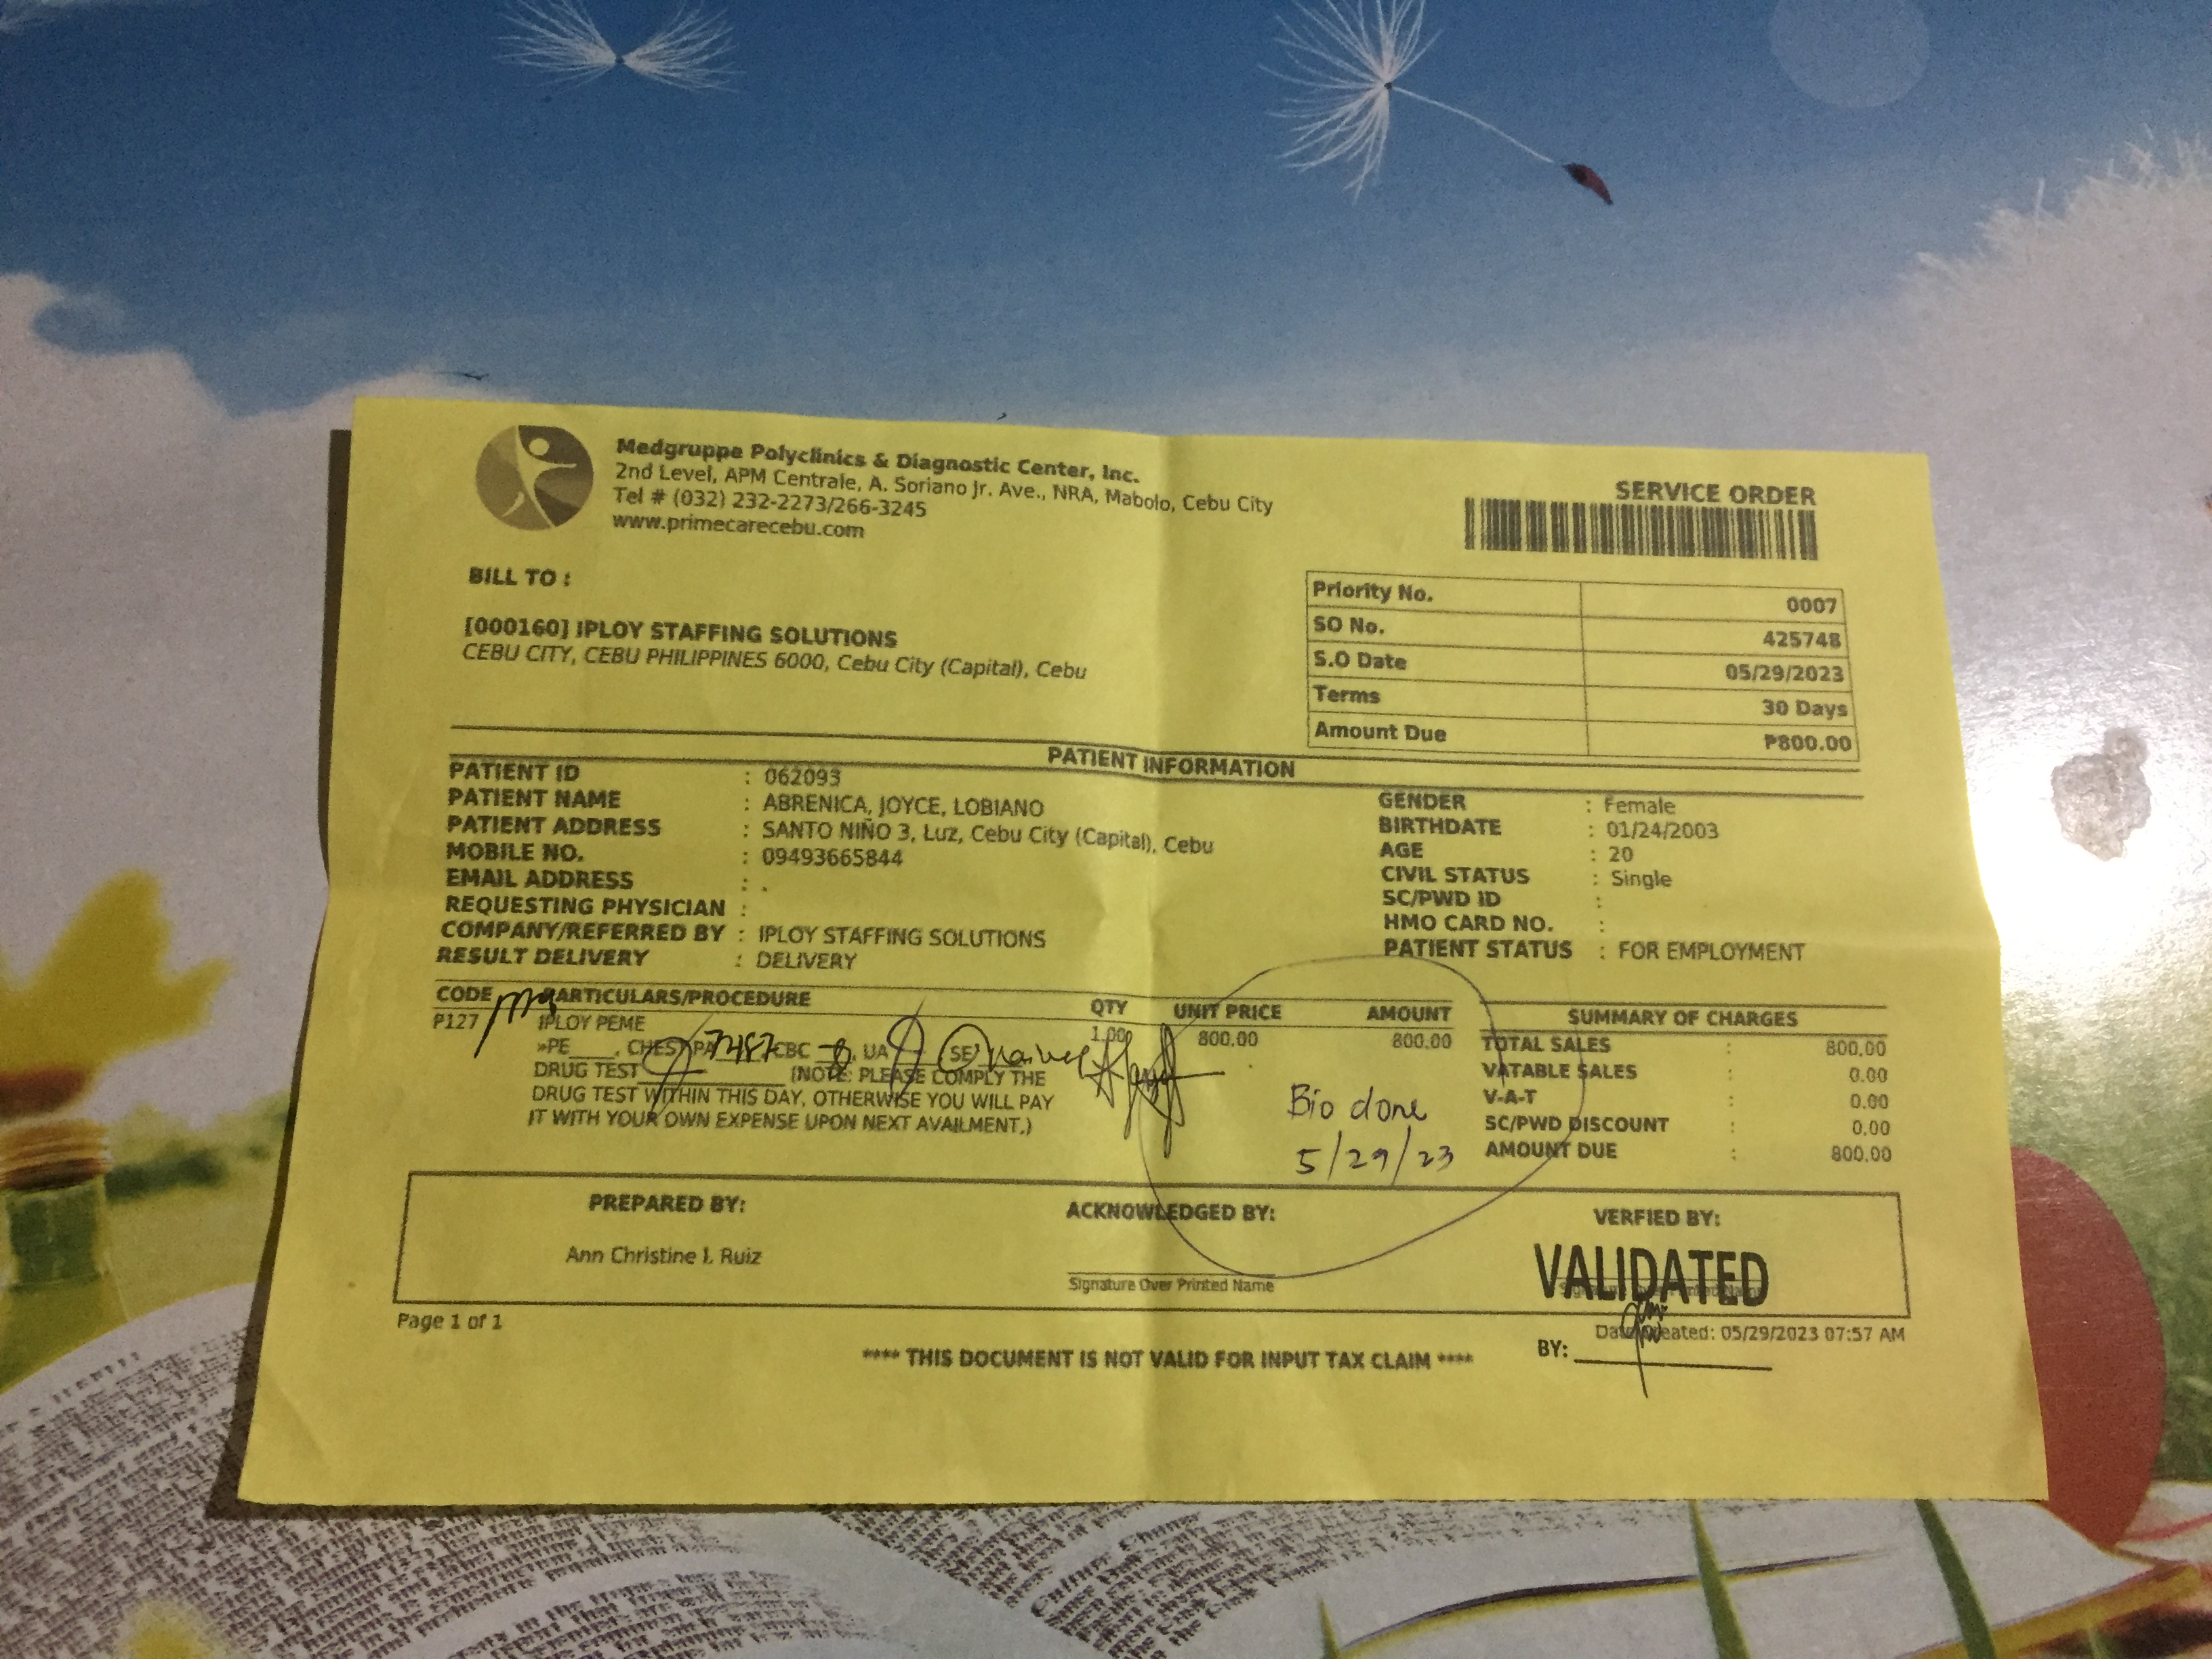 Medgruppe Polyclinics & Diagnostic Center, Inc.
2nd Level, APM Centrale, A. Soriano Jr. Ave., NRA, Mabolo, Cebu City
Tel # (032) 232-2273/266-3245
www.primecarecebu.com
SERVICE ORDER
BILL TO :
[000160] IPLOY STAFFING SOLUTIONS
CEBU CITY, CEBU PHILIPPINES 6000, Cebu City (Capital), Cebu
Priority No. 0007
SO No. 425748
S.O Date 05/29/2023
Terms 30 Days
Amount Due ₱800.00
PATIENT INFORMATION
PATIENT ID : 062093
PATIENT NAME : ABRENICA, JOYCE, LOBIANO
PATIENT ADDRESS : SANTO NIÑO 3, Luz, Cebu City (Capital), Cebu
MOBILE NO. : 09493665844
EMAIL ADDRESS : .
REQUESTING PHYSICIAN :
COMPANY/REFERRED BY : IPLOY STAFFING SOLUTIONS
RESULT DELIVERY : DELIVERY
GENDER : Female
BIRTHDATE : 01/24/2003
AGE : 20
CIVIL STATUS : Single
SC/PWD ID :
HMO CARD NO. :
PATIENT STATUS : FOR EMPLOYMENT
CODE PARTICULARS/PROCEDURE QTY UNIT PRICE AMOUNT
P127 IPLOY PEME 1.00 800.00 800.00
»PE____, CHEST PA 7487 CBC , UA , SE
DRUG TEST (NOTE: PLEASE COMPLY THE
DRUG TEST WITHIN THIS DAY, OTHERWISE YOU WILL PAY
IT WITH YOUR OWN EXPENSE UPON NEXT AVAILMENT.)
Bio done
5/29/23
SUMMARY OF CHARGES
TOTAL SALES : 800.00
VATABLE SALES : 0.00
V-A-T : 0.00
SC/PWD DISCOUNT : 0.00
AMOUNT DUE : 800.00
PREPARED BY:
Ann Christine I. Ruiz
ACKNOWLEDGED BY:
Signature Over Printed Name
VERFIED BY:
VALIDATED
Page 1 of 1
Date Created: 05/29/2023 07:57 AM
BY:
**** THIS DOCUMENT IS NOT VALID FOR INPUT TAX CLAIM ****